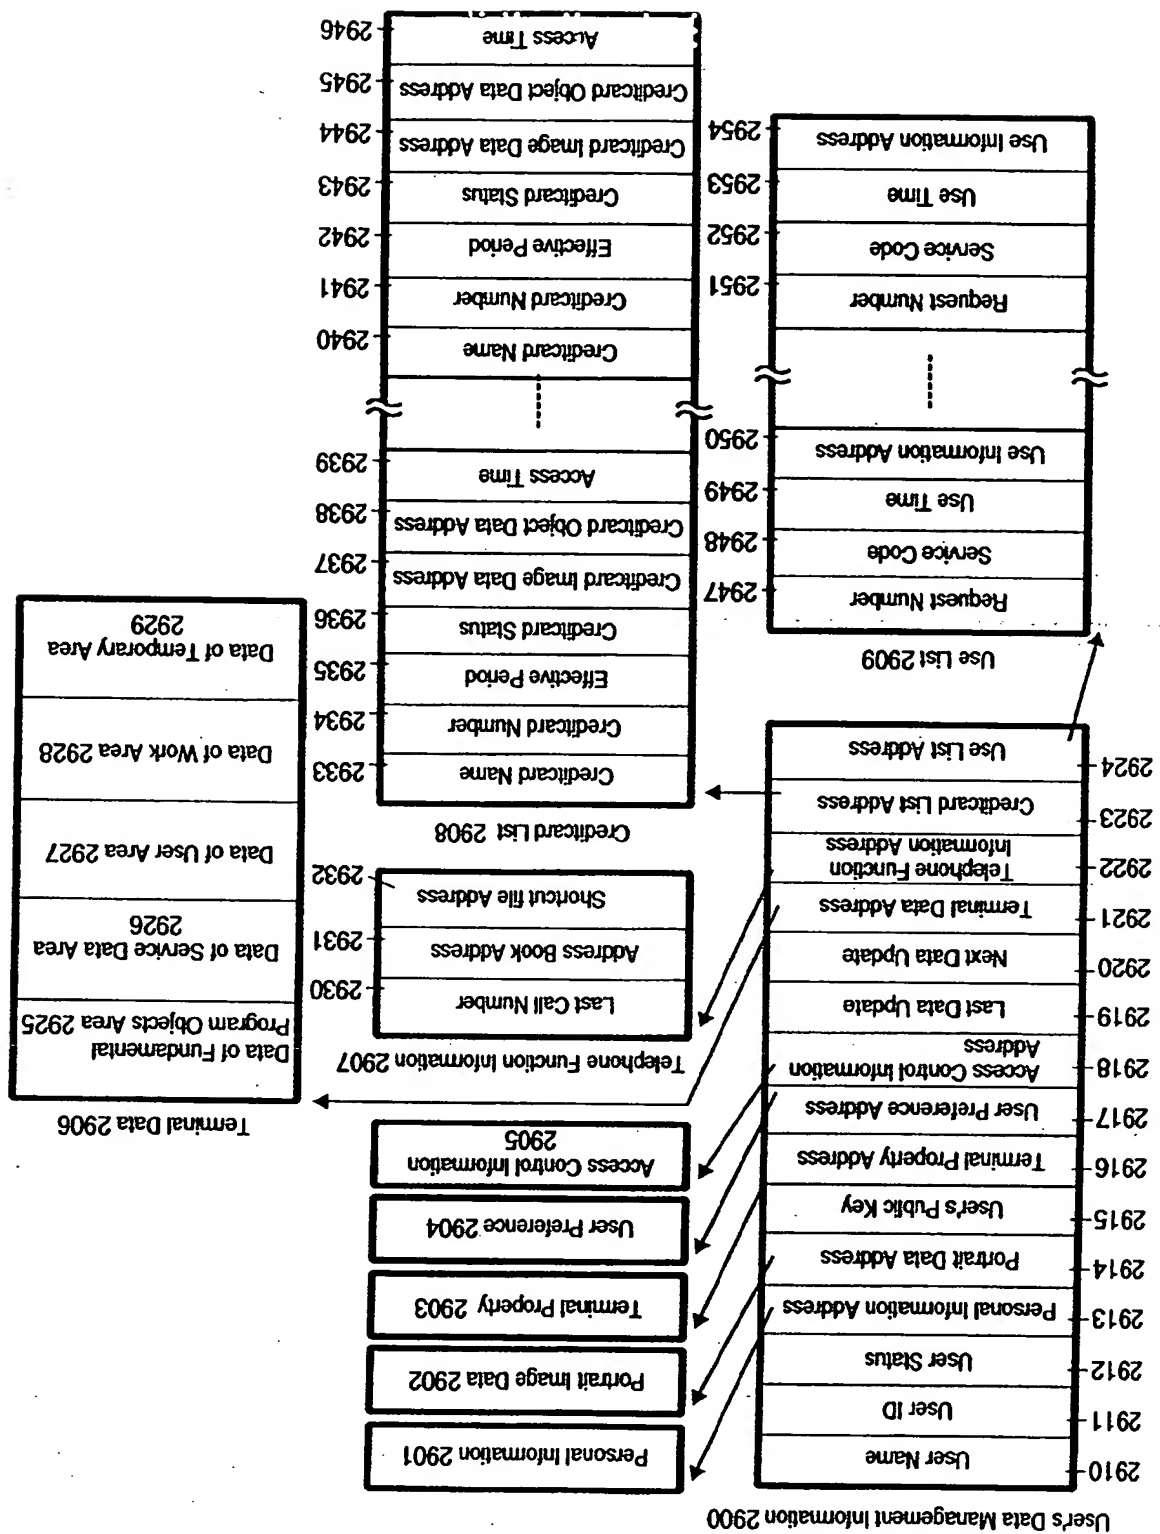 User's Data Management Information 2900
2910 User Name
2911 User ID
2912 User Status
2913 Personal Information Address
2914 Portrait Data Address
2915 User's Public Key
2916 Terminal Property Address
2917 User Preference Address
2918 Access Control Information
Address
2919 Last Data Update
2920 Next Data Update
2921 Terminal Data Address
2922 Telephone Function
Information Address
2923 Creditcard List Address
2924 Use List Address
Personal Information 2901
Portrait Image Data 2902
Terminal Property 2903
User Preference 2904
Access Control Information
2905
Terminal Data 2906
Data of Fundamental
Program Objects Area 2925
Data of Service Data Area
2926
Data of User Area 2927
Data of Work Area 2928
Data of Temporary Area
2929
Telephone Function Information 2907
Last Call Number 2930
Address Book Address 2931
Shortcut file Address 2932
Creditcard List 2908
Creditcard Name 2933
Creditcard Number 2934
Effective Period 2935
Creditcard Status 2936
Creditcard Image Data Address 2937
Creditcard Object Data Address 2938
Access Time 2939
Creditcard Name 2940
Creditcard Number 2941
Effective Period 2942
Creditcard Status 2943
Creditcard Image Data Address 2944
Creditcard Object Data Address 2945
Access Time 2946
Use List 2909
Request Number 2947
Service Code 2948
Use Time 2949
Use Information Address 2950
Request Number 2951
Service Code 2952
Use Time 2953
Use Information Address 2954